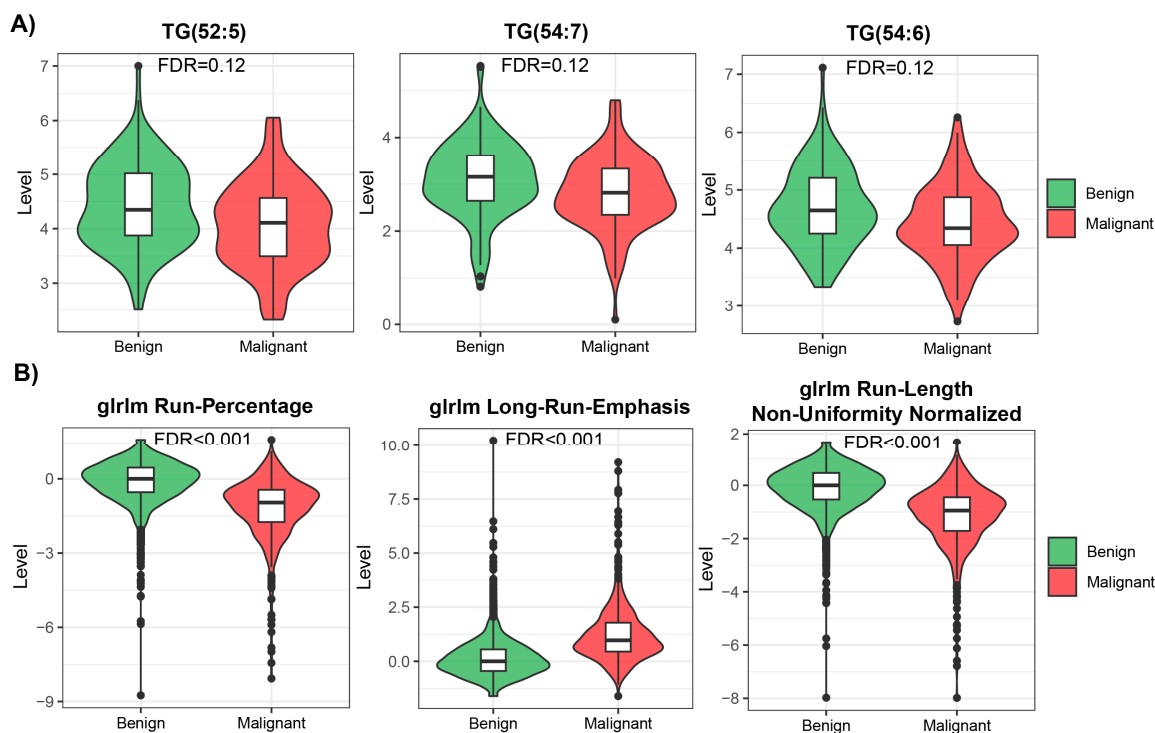 A)
TG(52:5)
TG(54:7)
TG(54:6)
FDR=0.12
FDR=0.12
FDR=0.12
Level
7
6
5
4
3
Benign
Malignant
Level
4
2
0
Benign
Malignant
Level
7
6
5
4
3
Benign
Malignant
Benign
Malignant
B)
glrlm Run-Percentage
glrlm Long-Run-Emphasis
glrlm Run-Length
Non-Uniformity Normalized
FDR<0.001
FDR<0.001
FDR<0.001
Level
0
−3
−6
−9
Benign
Malignant
Level
10.0
7.5
5.0
2.5
0.0
Benign
Malignant
Level
2
0
−2
−4
−6
−8
Benign
Malignant
Benign
Malignant